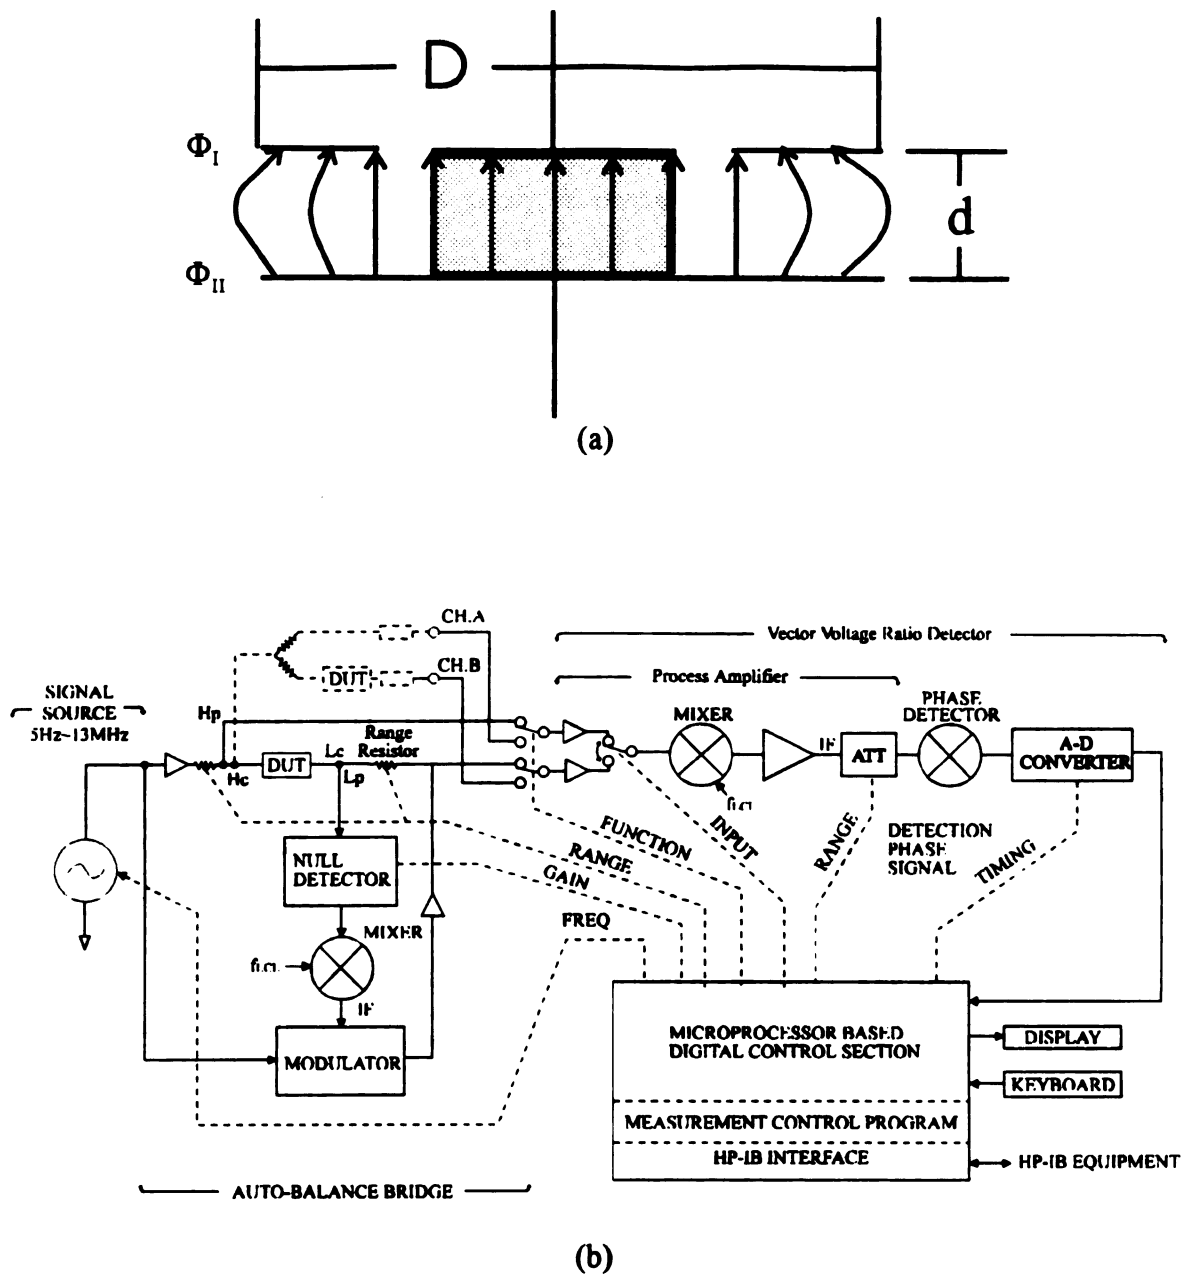 D
Φ_I
d
Φ_II
(a)
CH.A
Vector Voltage Ratio Detector
DUT
CH.B
Process Amplifier
SIGNAL
SOURCE
5Hz~13MHz
Hp
Range
Resistor
MIXER
PHASE
DETECTOR
Hc
DUT
Lc
Lp
IF
ATT
A-D
CONVERTER
NULL
DETECTOR
FUNCTION
RANGE
GAIN
INPUT
RANGE
DETECTION
PHASE
SIGNAL
TIMING
FREQ
MIXER
IF
MODULATOR
MICROPROCESSOR BASED
DIGITAL CONTROL SECTION
DISPLAY
KEYBOARD
MEASUREMENT CONTROL PROGRAM
HP-IB INTERFACE
HP-IB EQUIPMENT
AUTO-BALANCE BRIDGE
(b)